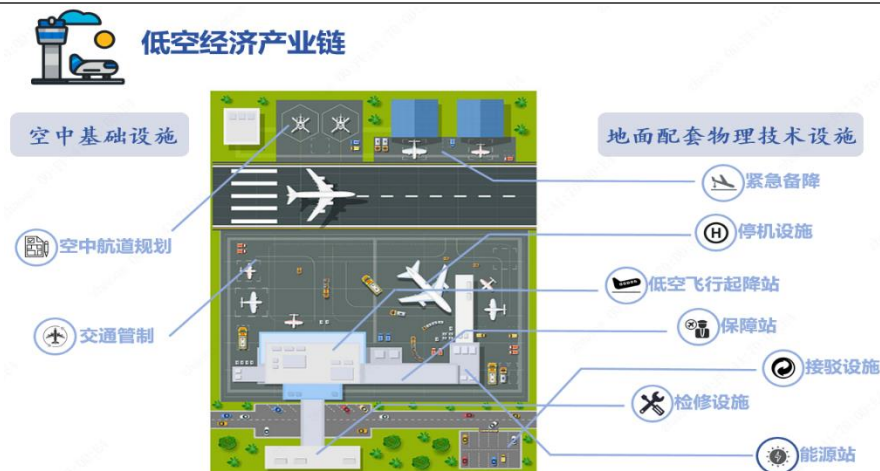 低空经济产业链
空中基础设施
地面配套物理技术设施
紧急备降
停机设施
空中航道规划
低空飞行起降站
交通管制
保障站
接驳设施
检修设施
能源站
H